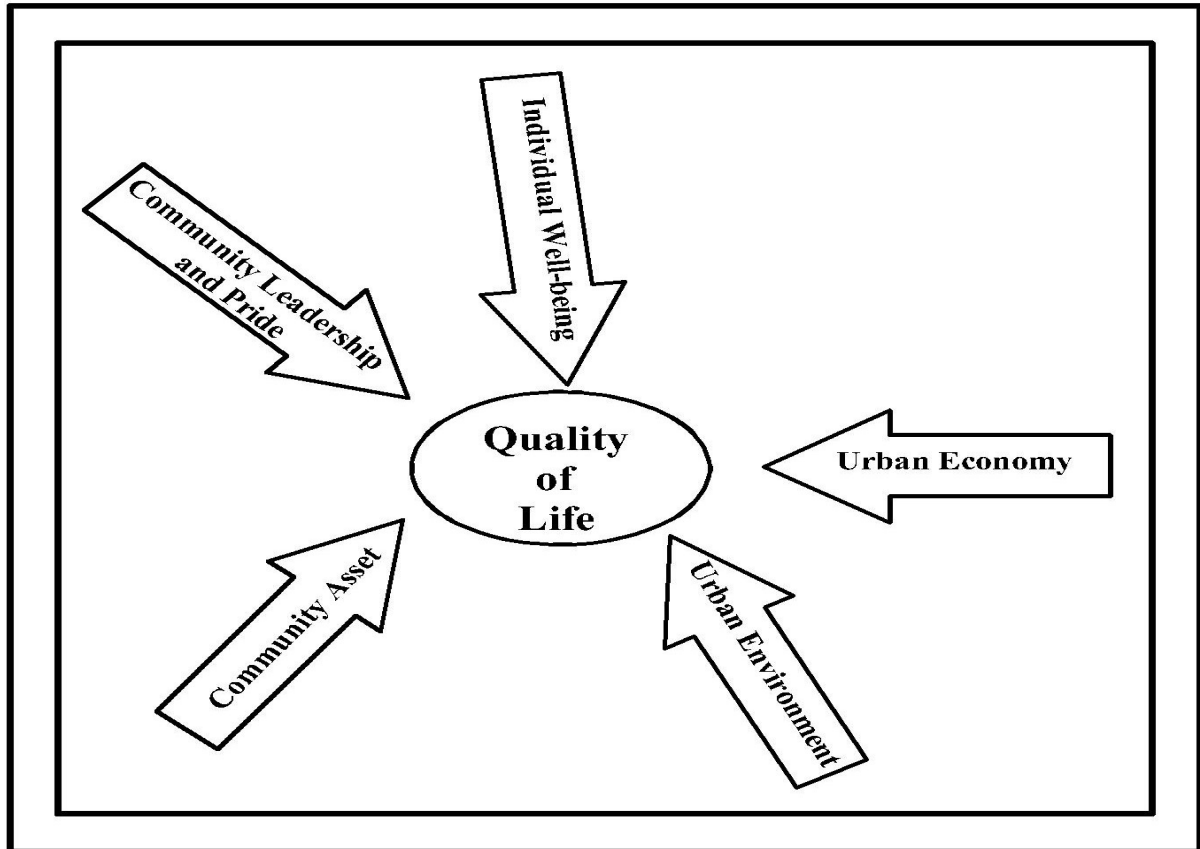 Individual Well-being
Community Leadership
and Pride
Quality
of
Life
Urban Economy
Community Asset
Urban Environment